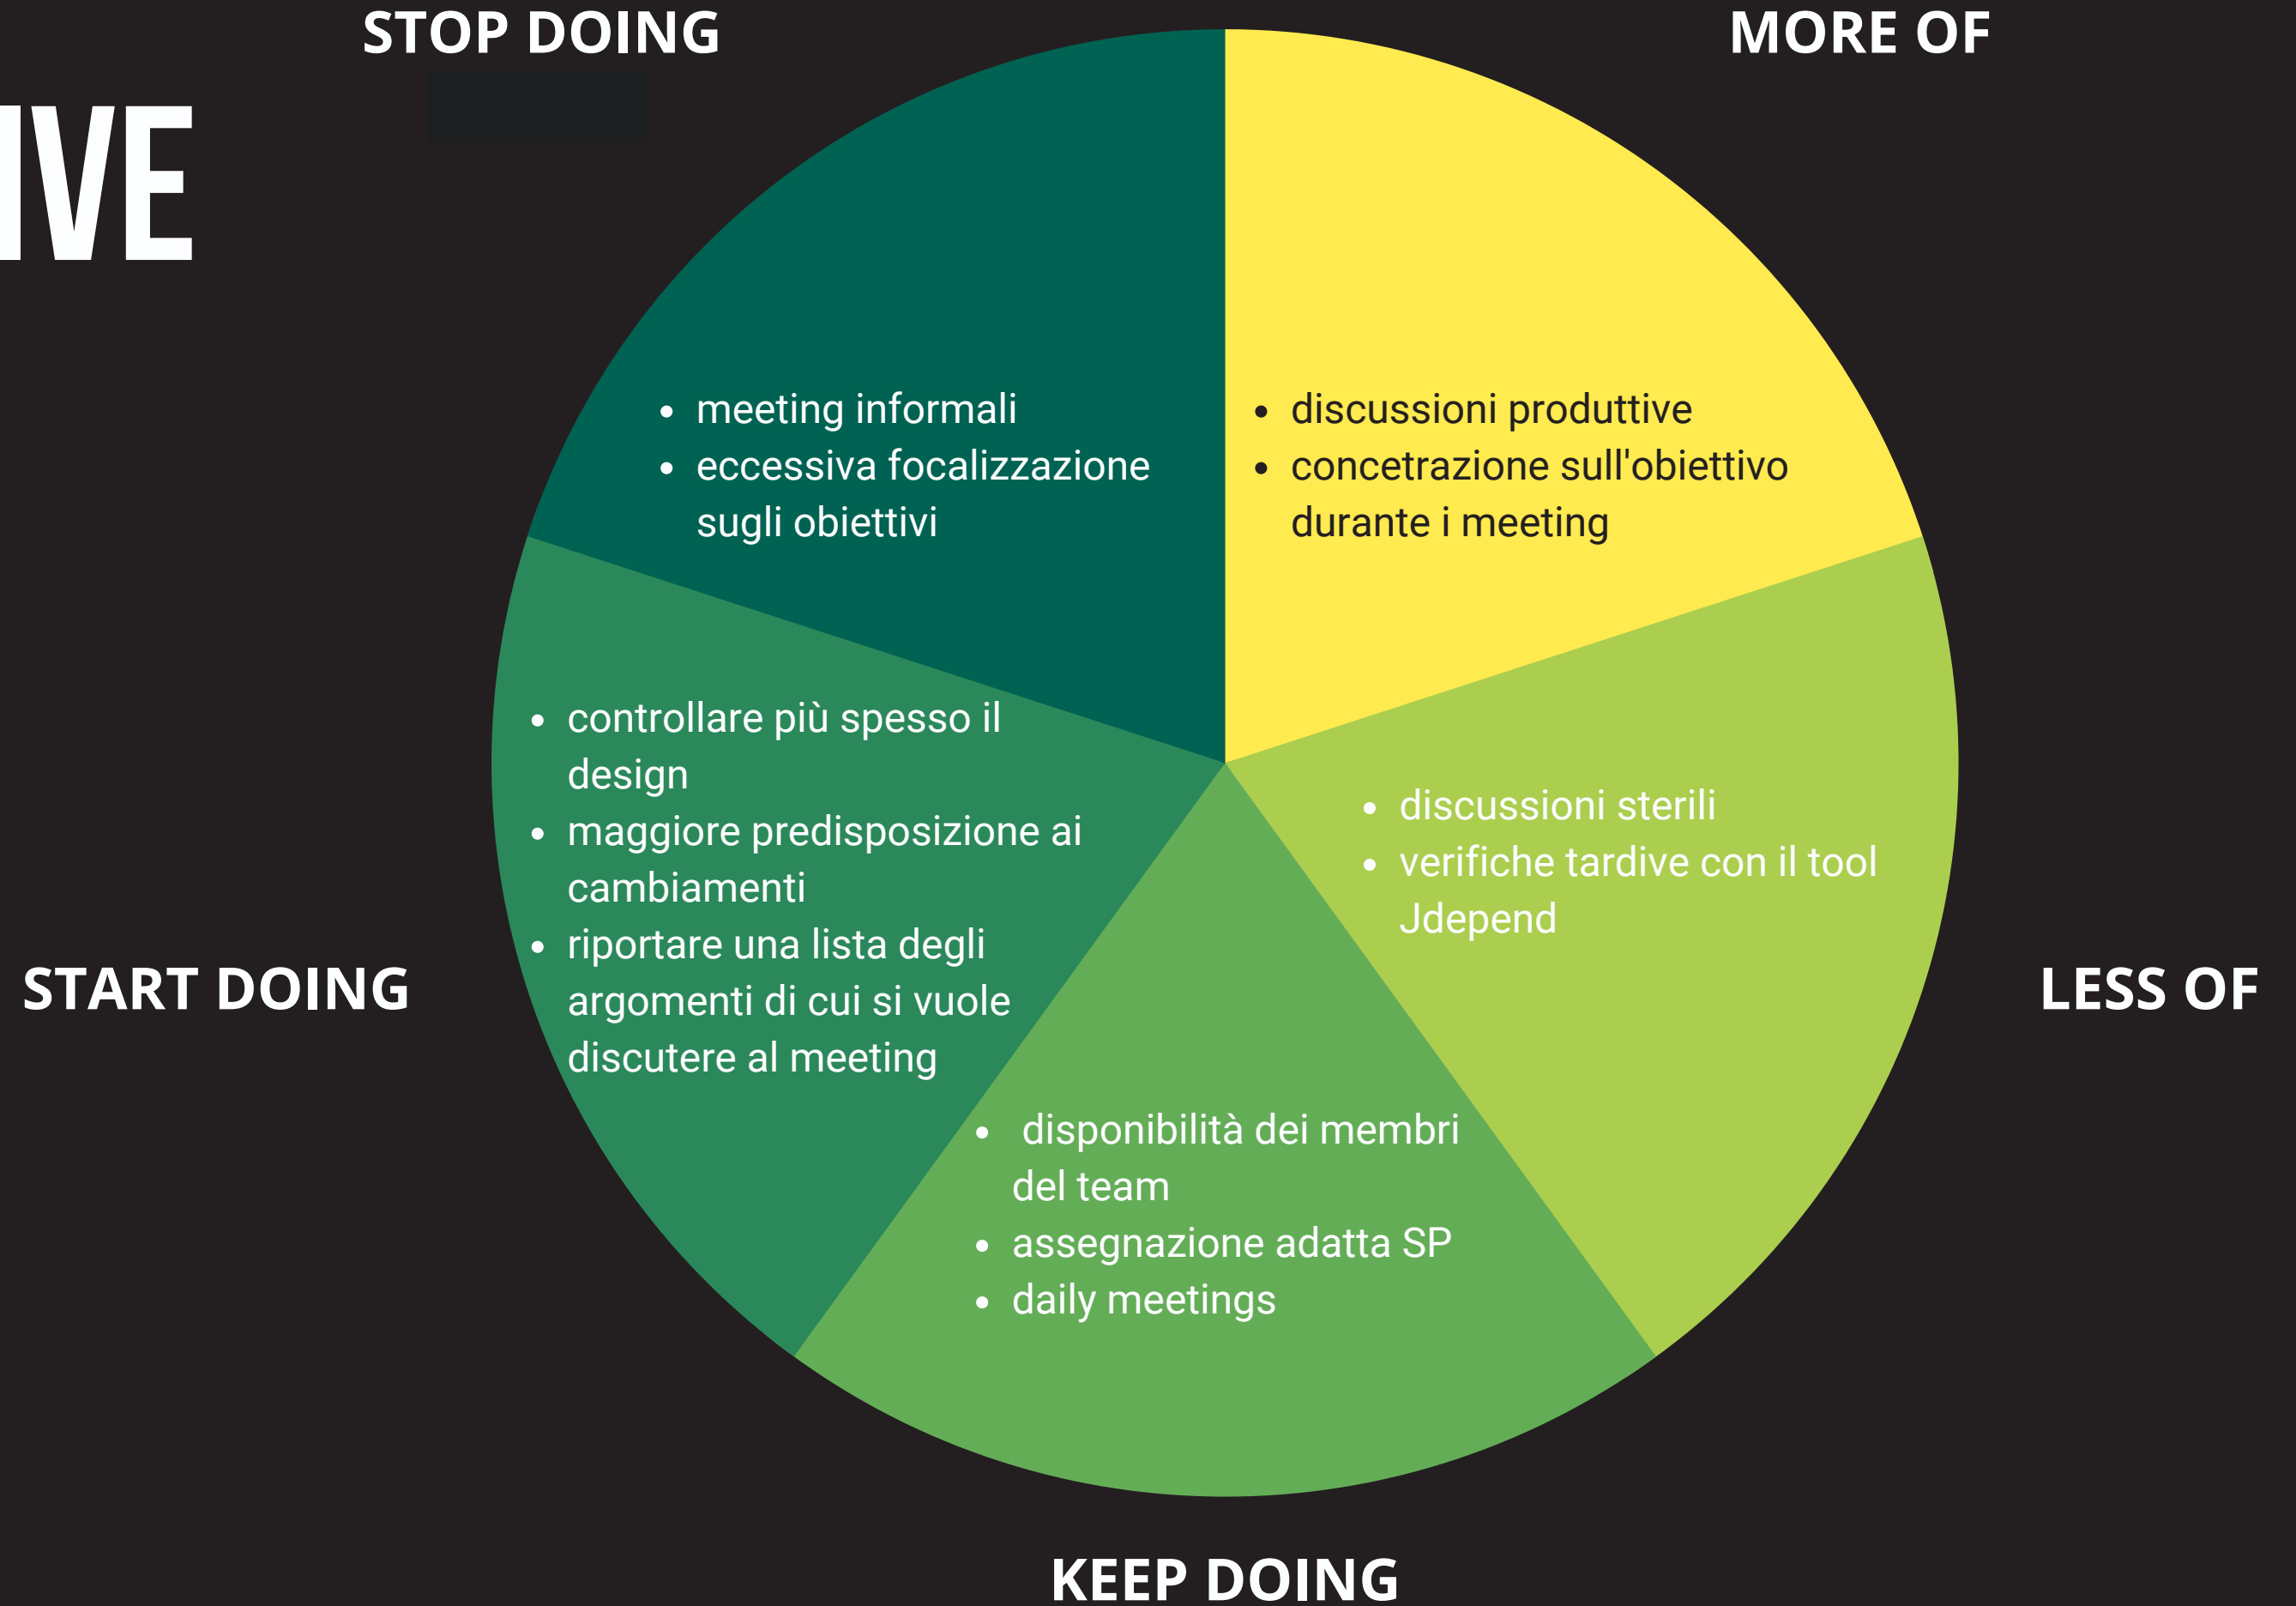 STOP DOING
MORE OF
IVE
• meeting informali
• eccessiva focalizzazione
sugli obiettivi
• discussioni produttive
• concetrazione sull'obiettivo
durante i meeting
• controllare più spesso il
design
• maggiore predisposizione ai
cambiamenti
• riportare una lista degli
argomenti di cui si vuole
discutere al meeting
• discussioni sterili
• verifiche tardive con il tool
Jdepend
START DOING
LESS OF
• disponibilità dei membri
del team
• assegnazione adatta SP
• daily meetings
KEEP DOING